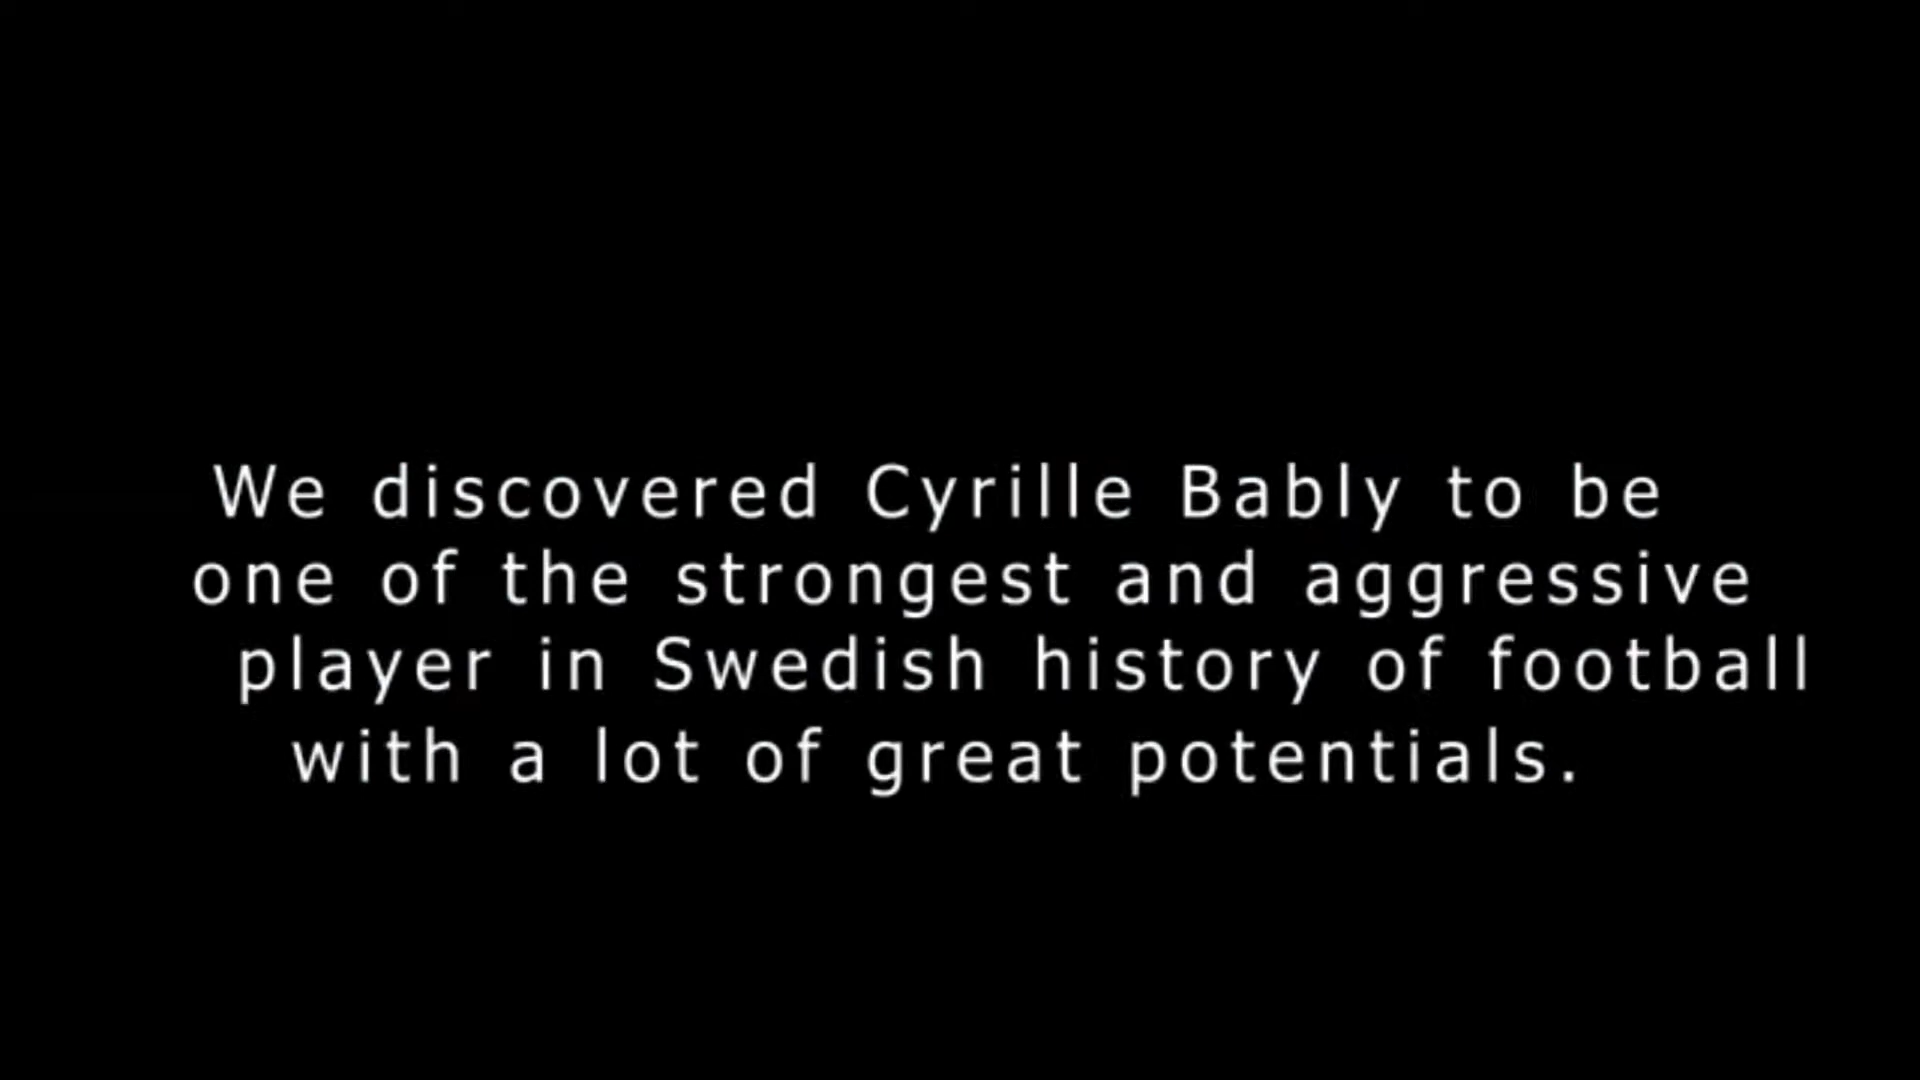 We discovered Cyrille Bably to be
one of the strongest and aggressive
player in Swedish history of football
with a lot of great potentials.